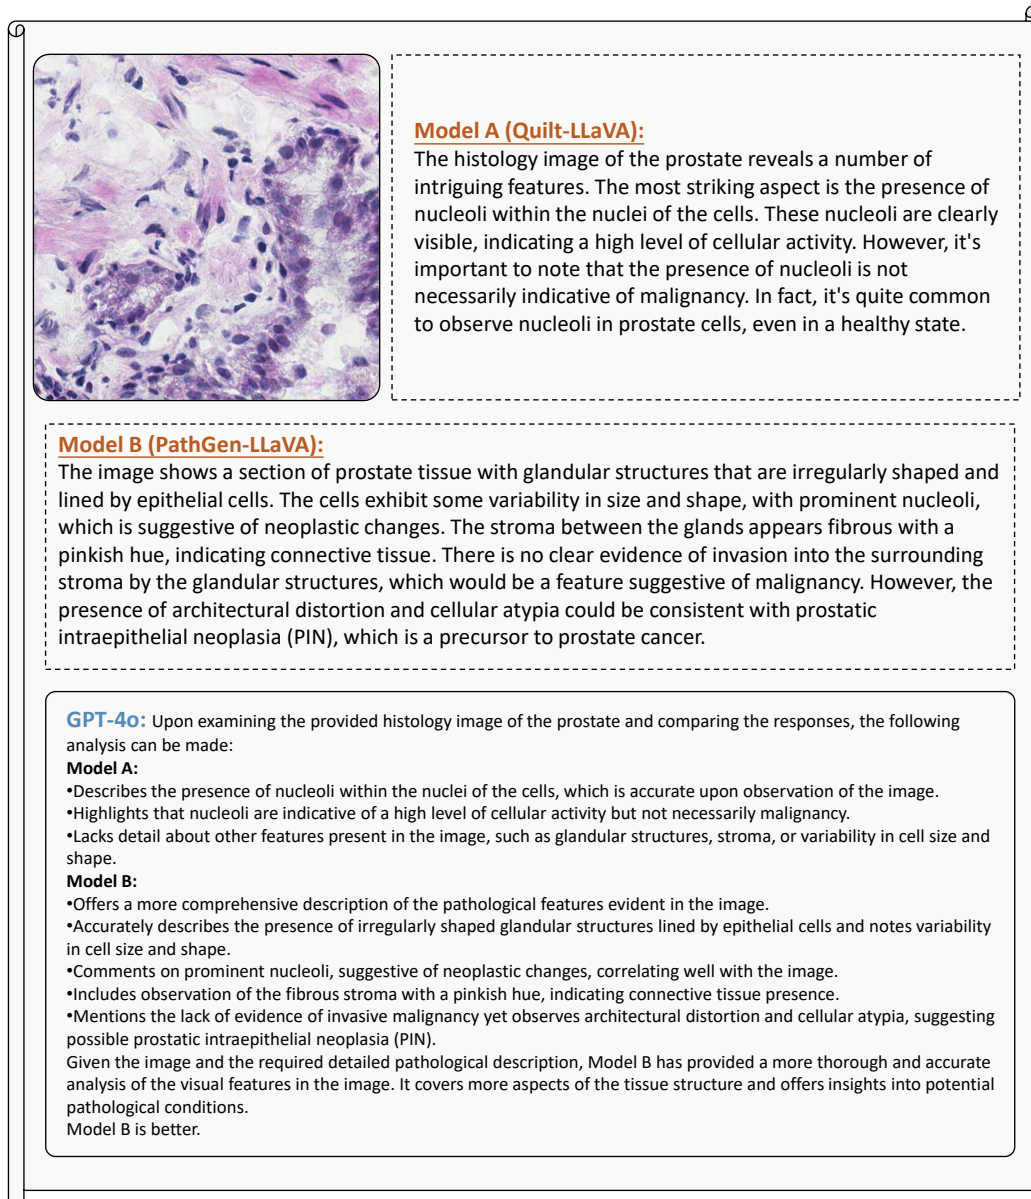 Model A (Quilt-LLaVA):
The histology image of the prostate reveals a number of
intriguing features. The most striking aspect is the presence of
nucleoli within the nuclei of the cells. These nucleoli are clearly
visible, indicating a high level of cellular activity. However, it's
important to note that the presence of nucleoli is not
necessarily indicative of malignancy. In fact, it's quite common
to observe nucleoli in prostate cells, even in a healthy state.
Model B (PathGen-LLaVA):
The image shows a section of prostate tissue with glandular structures that are irregularly shaped and
lined by epithelial cells. The cells exhibit some variability in size and shape, with prominent nucleoli,
which is suggestive of neoplastic changes. The stroma between the glands appears fibrous with a
pinkish hue, indicating connective tissue. There is no clear evidence of invasion into the surrounding
stroma by the glandular structures, which would be a feature suggestive of malignancy. However, the
presence of architectural distortion and cellular atypia could be consistent with prostatic
intraepithelial neoplasia (PIN), which is a precursor to prostate cancer.
GPT-4o: Upon examining the provided histology image of the prostate and comparing the responses, the following
analysis can be made:
Model A:
•Describes the presence of nucleoli within the nuclei of the cells, which is accurate upon observation of the image.
•Highlights that nucleoli are indicative of a high level of cellular activity but not necessarily malignancy.
•Lacks detail about other features present in the image, such as glandular structures, stroma, or variability in cell size and
shape.
Model B:
•Offers a more comprehensive description of the pathological features evident in the image.
•Accurately describes the presence of irregularly shaped glandular structures lined by epithelial cells and notes variability
in cell size and shape.
•Comments on prominent nucleoli, suggestive of neoplastic changes, correlating well with the image.
•Includes observation of the fibrous stroma with a pinkish hue, indicating connective tissue presence.
•Mentions the lack of evidence of invasive malignancy yet observes architectural distortion and cellular atypia, suggesting
possible prostatic intraepithelial neoplasia (PIN).
Given the image and the required detailed pathological description, Model B has provided a more thorough and accurate
analysis of the visual features in the image. It covers more aspects of the tissue structure and offers insights into potential
pathological conditions.
Model B is better.